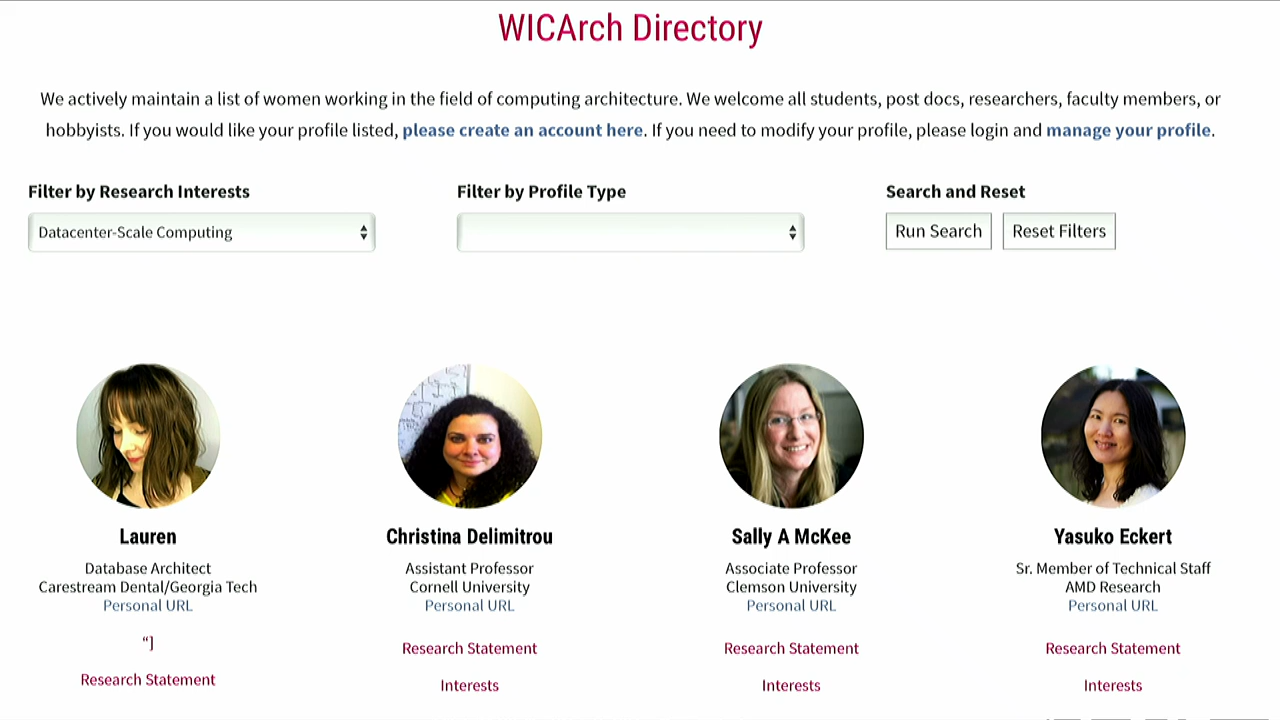 WICArch Directory
We actively maintain a list of women working in the field of computing architecture. We welcome all students, post docs, researchers, faculty members, or
hobbyists. If you would like your profile listed, please create an account here. If you need to modify your profile, please login and manage your profile.
Filter by Research Interests
Datacenter-Scale Computing
Filter by Profile Type
Search and Reset
Run Search
Reset Filters
Lauren
Database Architect
Carestream Dental/Georgia Tech
Personal URL
“]
Research Statement
Christina Delimitrou
Assistant Professor
Cornell University
Personal URL
Research Statement
Interests
Sally A McKee
Associate Professor
Clemson University
Personal URL
Research Statement
Interests
Yasuko Eckert
Sr. Member of Technical Staff
AMD Research
Personal URL
Research Statement
Interests